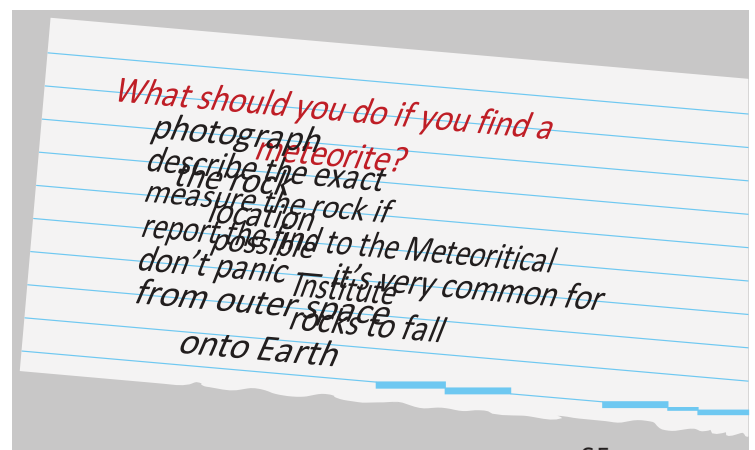 What should you do if you find a
meteorite?
photograph
the rock
describe the exact
location
measure the rock if
possible
report the find to the Meteoritical
Institute
don't panic — it's very common for
rocks to fall
from outer space
onto Earth